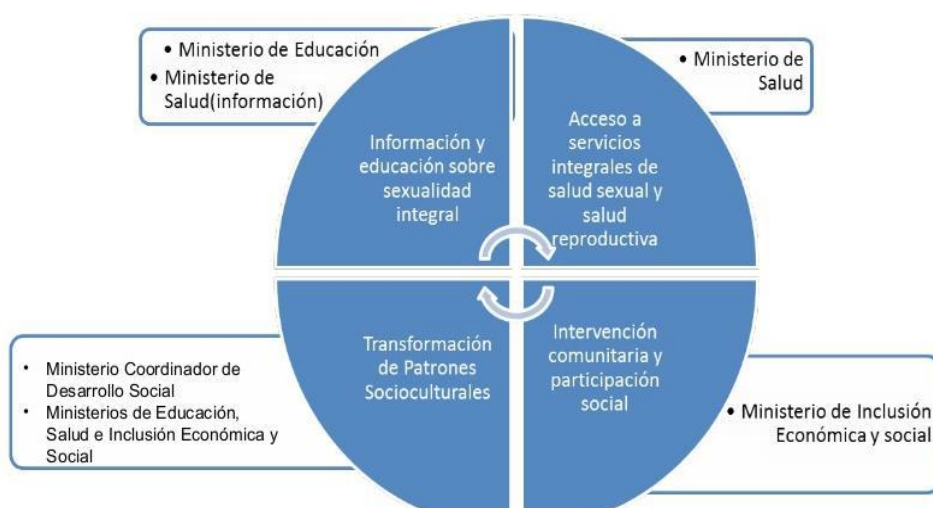 • Ministerio de Educación
• Ministerio de
Salud(información)
• Ministerio de
Salud
Información y
educación sobre
sexualidad
integral
Acceso a
servicios
integrales de
salud sexual y
salud
reproductiva
Transformación
de Patrones
Socioculturales
Intervención
comunitaria y
participación
social
• Ministerio Coordinador de
Desarrollo Social
• Ministerios de Educación,
Salud e Inclusión Económica y
Social
• Ministerio de Inclusión
Económica y social